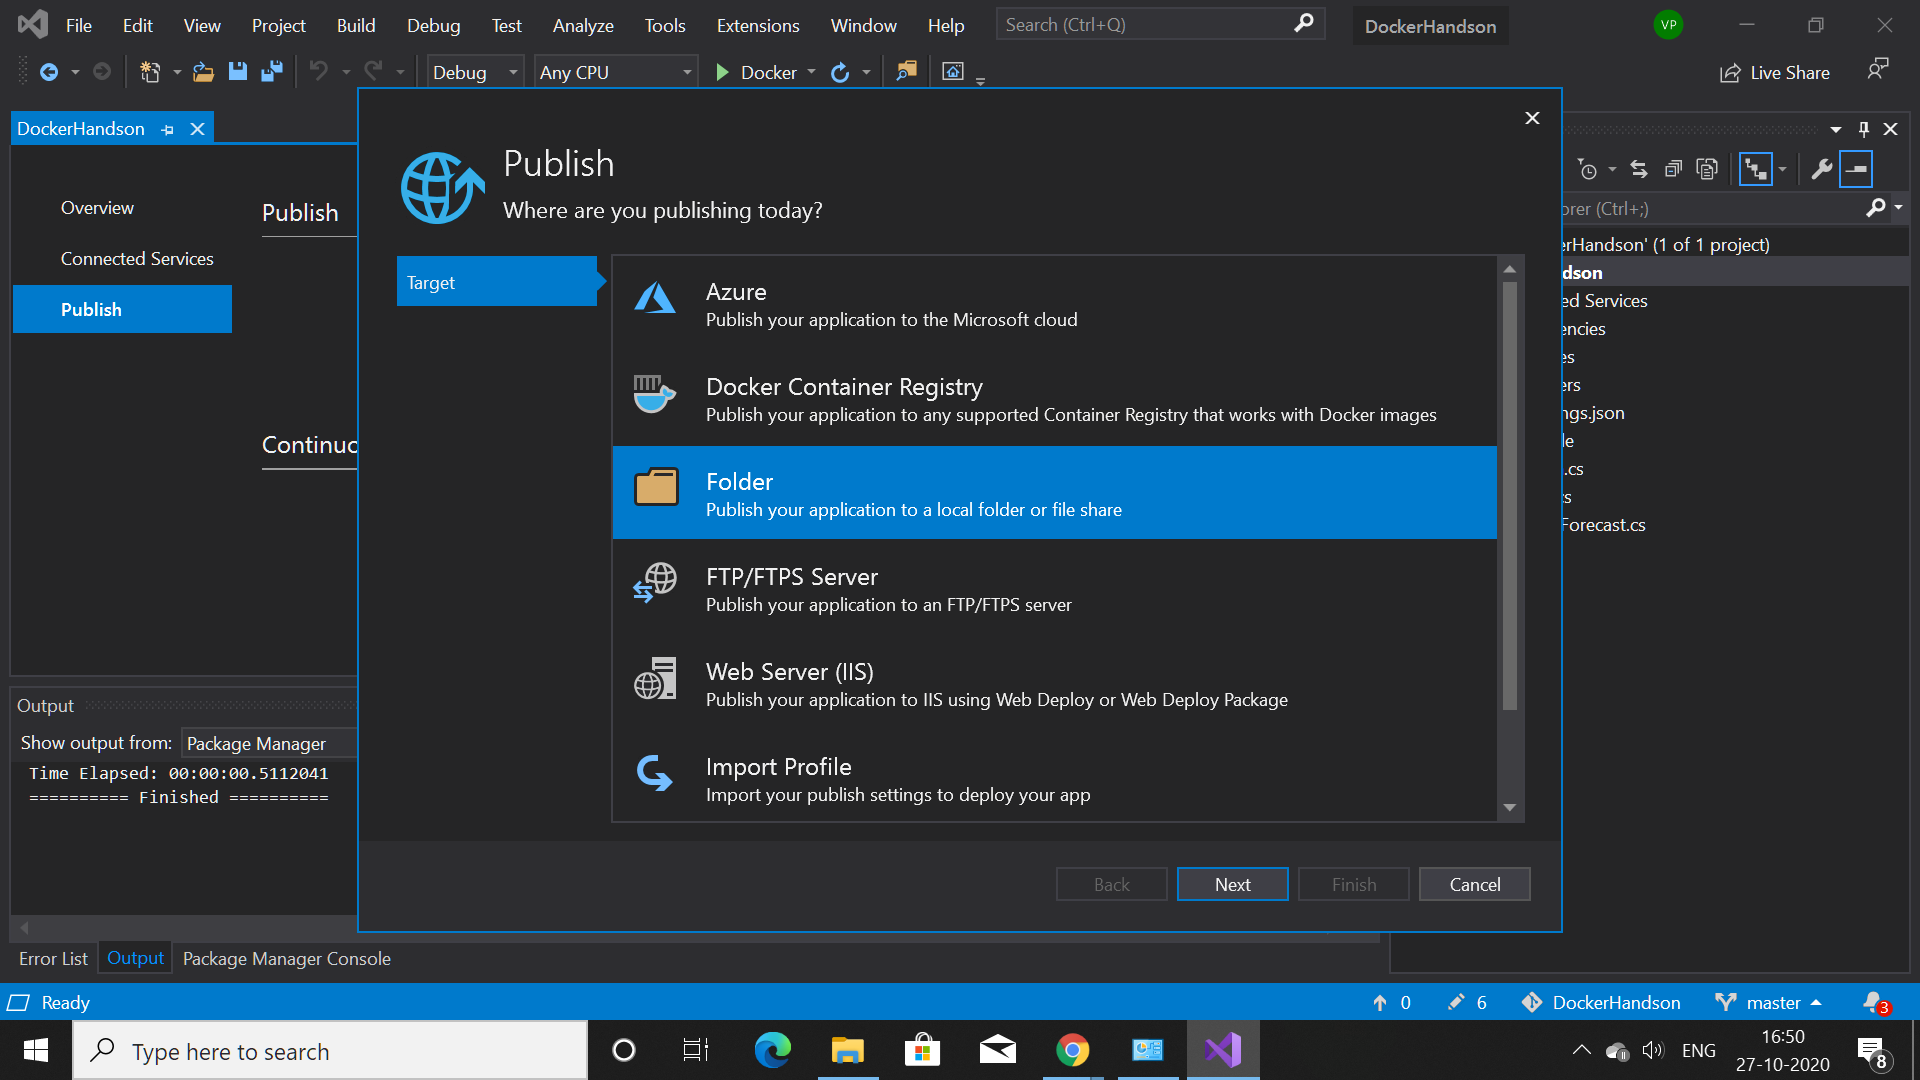 File Edit View Project Build Debug Test Analyze Tools Extensions Window Help Search (Ctrl+Q) DockerHandson VP
Debug Any CPU Docker Live Share
DockerHandson
Overview
Connected Services
Publish
Publish
Continuo
Publish
Where are you publishing today?
Target
Azure
Publish your application to the Microsoft cloud
Docker Container Registry
Publish your application to any supported Container Registry that works with Docker images
Folder
Publish your application to a local folder or file share
FTP/FTPS Server
Publish your application to an FTP/FTPS server
Web Server (IIS)
Publish your application to IIS using Web Deploy or Web Deploy Package
Import Profile
Import your publish settings to deploy your app
Back Next Finish Cancel
orer (Ctrl+;)
erHandson' (1 of 1 project)
dson
ed Services
encies
es
ers
ngs.json
le
.cs
s
Forecast.cs
Output
Show output from: Package Manager
Time Elapsed: 00:00:00.5112041
========== Finished ==========
Error List Output Package Manager Console
Ready 0 6 DockerHandson master 3
Type here to search ENG 16:50
27-10-2020 8